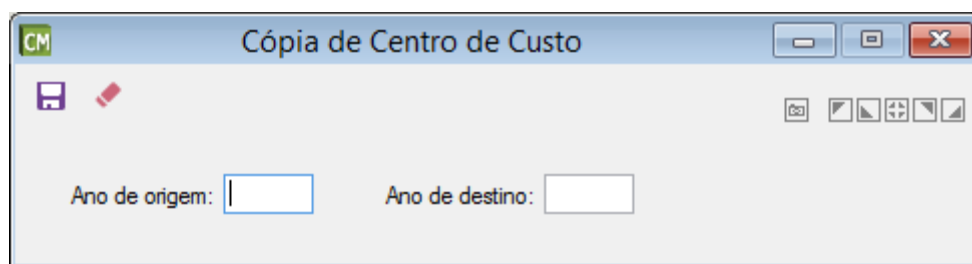 CM Cópia de Centro de Custo
Ano de origem: Ano de destino: